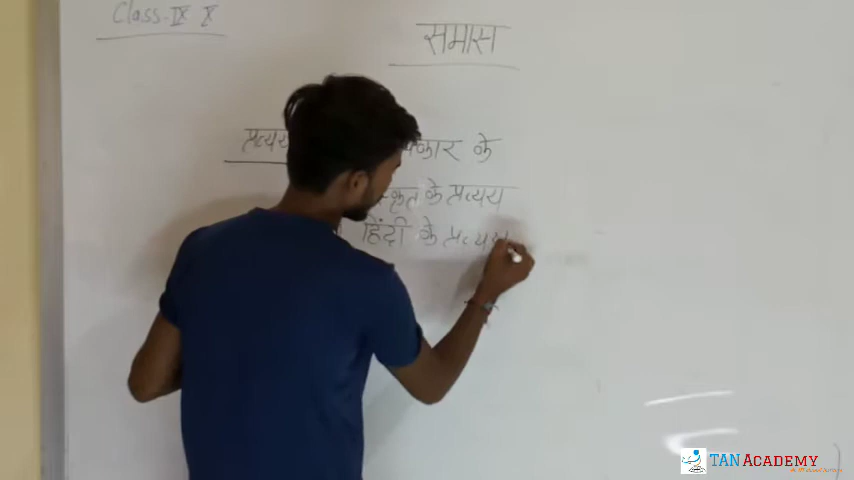 Class-IX X
समास
प्रत्यय के
संस्कृत के प्रत्यय
हिंदी के प्रत्यय
TAN ACADEMY